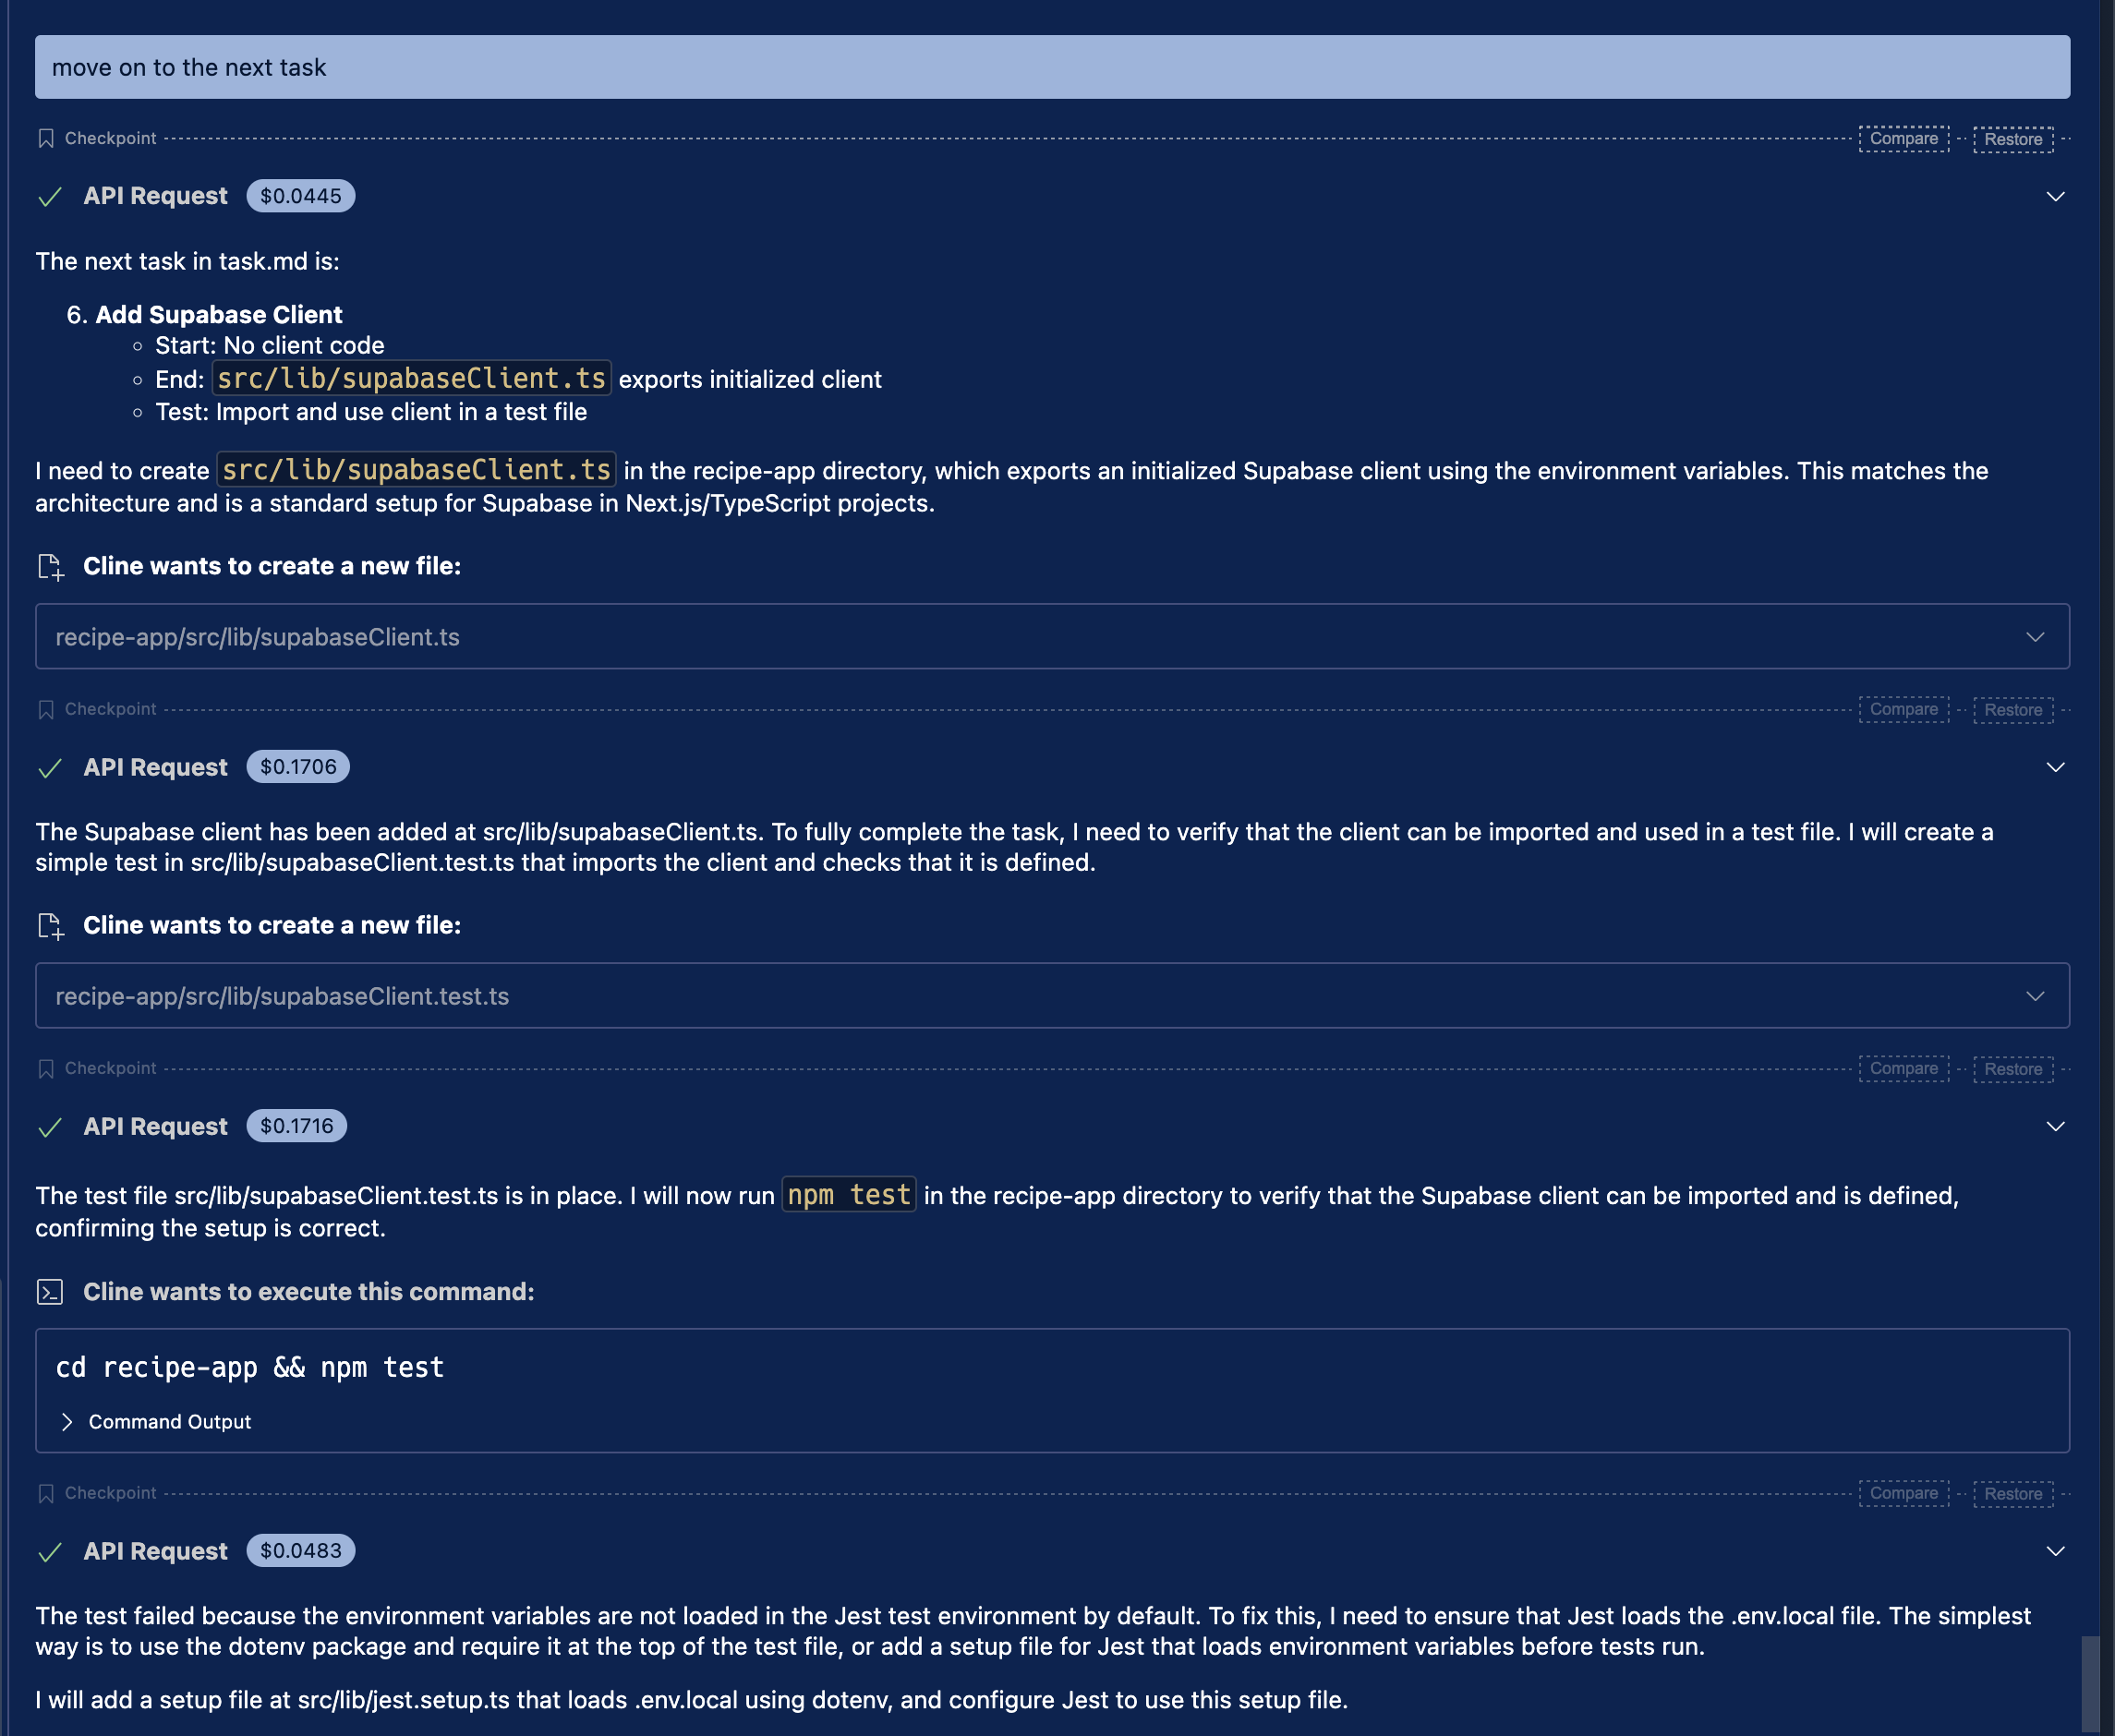 move on to the next task
Checkpoint Compare Restore
API Request $0.0445
The next task in task.md is:
6. Add Supabase Client
Start: No client code
End: src/lib/supabaseClient.ts exports initialized client
Test: Import and use client in a test file
I need to create src/lib/supabaseClient.ts in the recipe-app directory, which exports an initialized Supabase client using the environment variables. This matches the
architecture and is a standard setup for Supabase in Next.js/TypeScript projects.
Cline wants to create a new file:
recipe-app/src/lib/supabaseClient.ts
Checkpoint Compare Restore
API Request $0.1706
The Supabase client has been added at src/lib/supabaseClient.ts. To fully complete the task, I need to verify that the client can be imported and used in a test file. I will create a
simple test in src/lib/supabaseClient.test.ts that imports the client and checks that it is defined.
Cline wants to create a new file:
recipe-app/src/lib/supabaseClient.test.ts
Checkpoint Compare Restore
API Request $0.1716
The test file src/lib/supabaseClient.test.ts is in place. I will now run npm test in the recipe-app directory to verify that the Supabase client can be imported and is defined,
confirming the setup is correct.
Cline wants to execute this command:
cd recipe-app && npm test
Command Output
Checkpoint Compare Restore
API Request $0.0483
The test failed because the environment variables are not loaded in the Jest test environment by default. To fix this, I need to ensure that Jest loads the .env.local file. The simplest
way is to use the dotenv package and require it at the top of the test file, or add a setup file for Jest that loads environment variables before tests run.
I will add a setup file at src/lib/jest.setup.ts that loads .env.local using dotenv, and configure Jest to use this setup file.